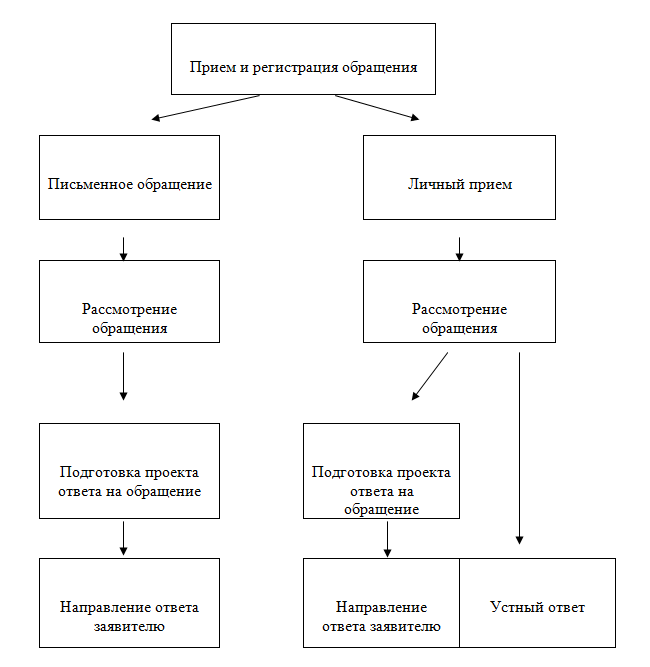 Прием и регистрация обращения
Письменное обращение
Личный прием
Рассмотрение
обращения
Рассмотрение
обращения
Подготовка проекта
ответа на обращение
Подготовка проекта
ответа на
обращение
Направление ответа
заявителю
Направление
ответа заявителю
Устный ответ